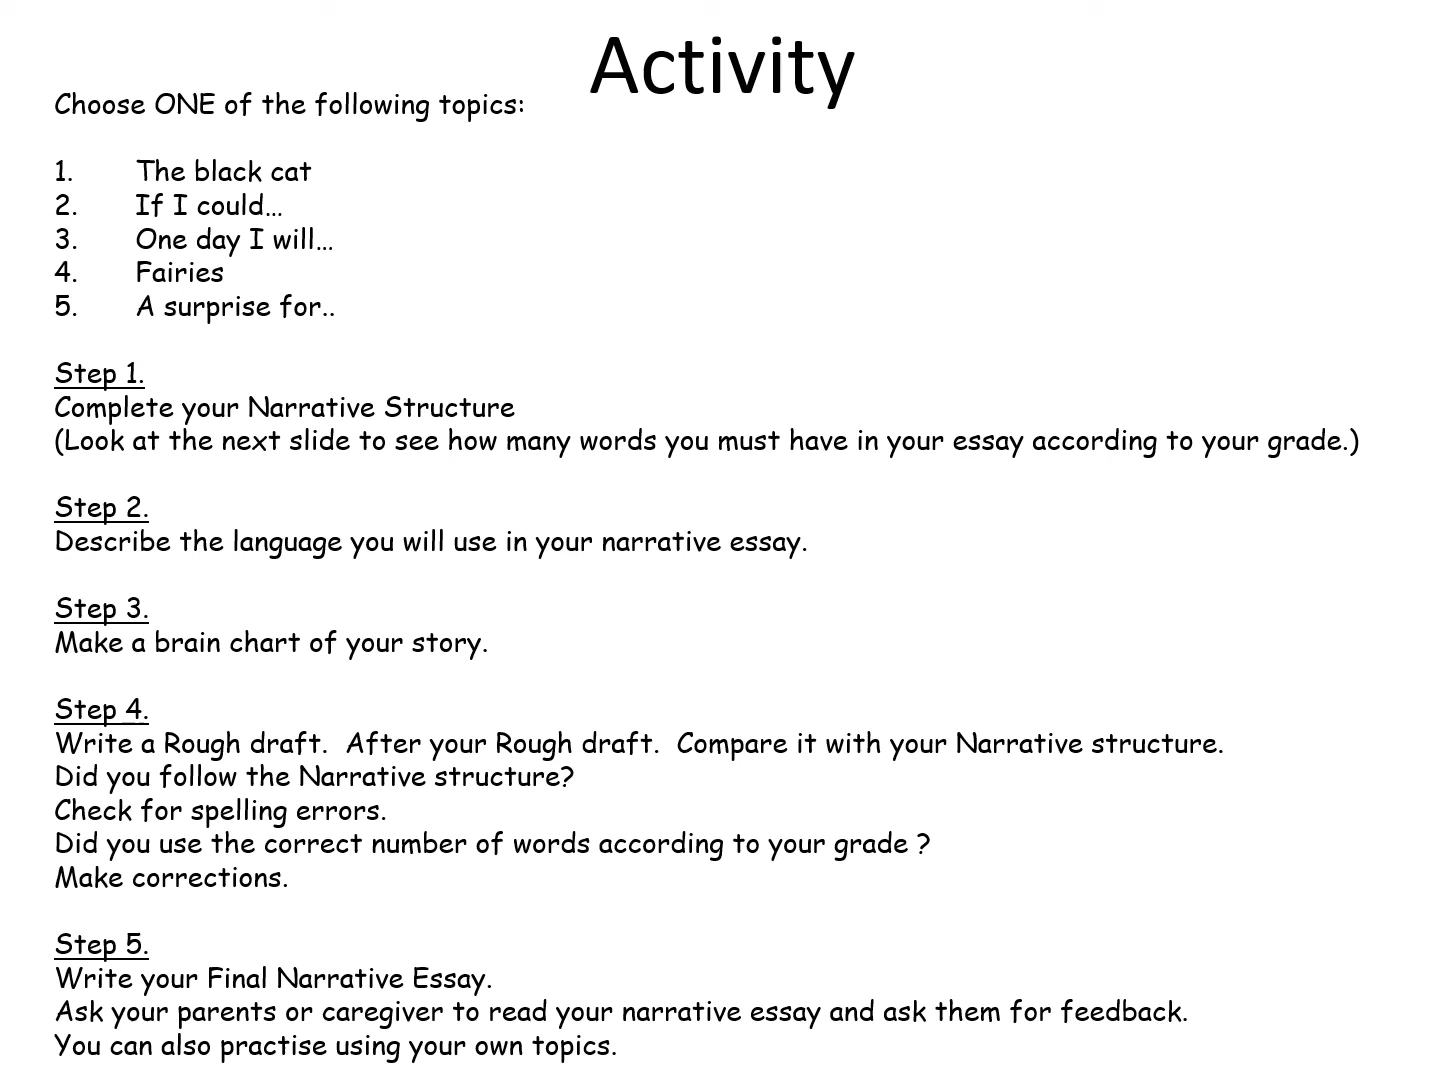 Activity
Choose ONE of the following topics:
1. The black cat
2. If I could…
3. One day I will…
4. Fairies
5. A surprise for..
Step 1.
Complete your Narrative Structure
(Look at the next slide to see how many words you must have in your essay according to your grade.)
Step 2.
Describe the language you will use in your narrative essay.
Step 3.
Make a brain chart of your story.
Step 4.
Write a Rough draft.  After your Rough draft.  Compare it with your Narrative structure.
Did you follow the Narrative structure?
Check for spelling errors.
Did you use the correct number of words according to your grade ?
Make corrections.
Step 5.
Write your Final Narrative Essay.
Ask your parents or caregiver to read your narrative essay and ask them for feedback.
You can also practise using your own topics.